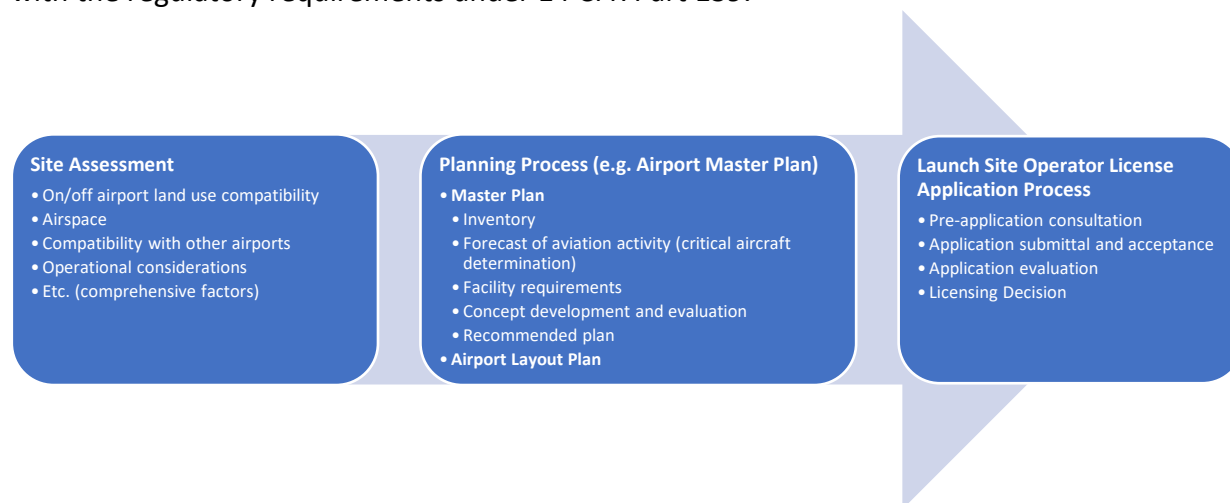 Site Assessment
• On/off airport land use compatibility
• Airspace
• Compatibility with other airports
• Operational considerations
• Etc. (comprehensive factors)
Planning Process (e.g. Airport Master Plan)
• Master Plan
• Inventory
• Forecast of aviation activity (critical aircraft
determination)
• Facility requirements
• Concept development and evaluation
• Recommended plan
• Airport Layout Plan
Launch Site Operator License
Application Process
• Pre-application consultation
• Application submittal and acceptance
• Application evaluation
• Licensing Decision